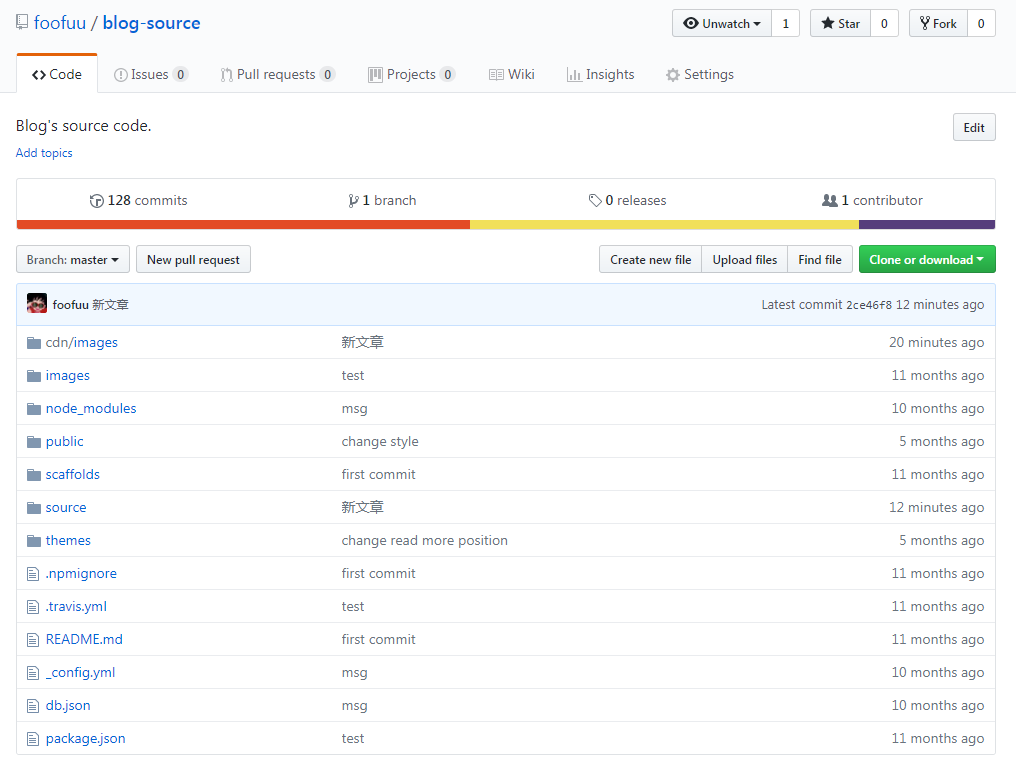 foofuu / blog-source Unwatch 1 Star 0 Fork 0
Code Issues 0 Pull requests 0 Projects 0 Wiki Insights Settings
Blog's source code. Edit
Add topics
128 commits 1 branch 0 releases 1 contributor
Branch: master New pull request Create new file Upload files Find file Clone or download
foofuu 新文章 Latest commit 2ce46f8 12 minutes ago
cdn/images 新文章 20 minutes ago
images test 11 months ago
node_modules msg 10 months ago
public change style 5 months ago
scaffolds first commit 11 months ago
source 新文章 12 minutes ago
themes change read more position 5 months ago
.npmignore first commit 11 months ago
.travis.yml test 11 months ago
README.md first commit 11 months ago
_config.yml msg 10 months ago
db.json msg 10 months ago
package.json test 11 months ago